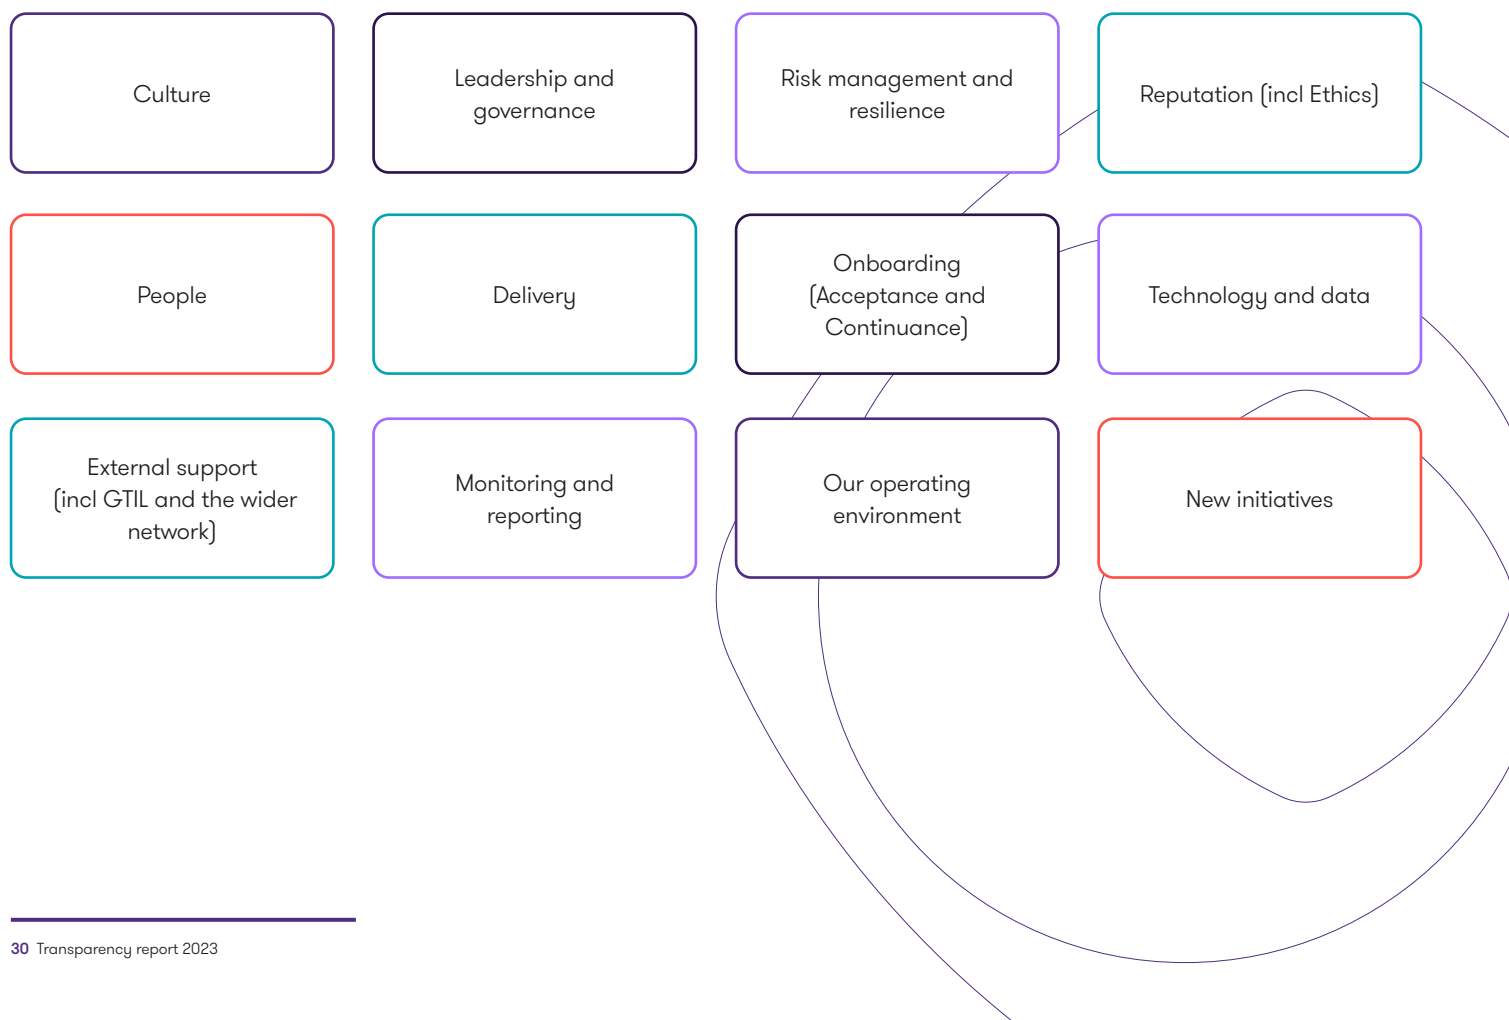 Culture
Leadership and
governance
Risk management and
resilience
Reputation (incl Ethics)
People
Delivery
Onboarding
(Acceptance and
Continuance)
Technology and data
External support
(incl GTIL and the wider
network)
Monitoring and
reporting
Our operating
environment
New initiatives
30 Transparency report 2023